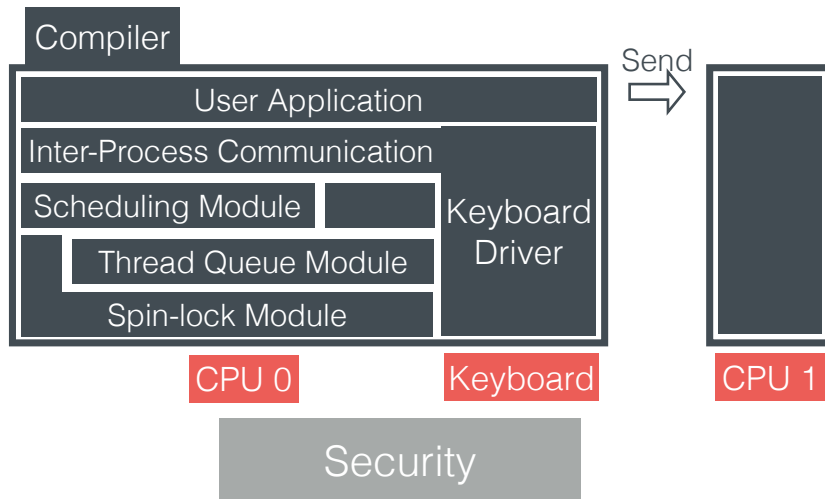 Compiler
Send
User Application
Inter-Process Communication
Scheduling Module
Keyboard
Driver
Thread Queue Module
Spin-lock Module
CPU 0
Keyboard
CPU 1
Security